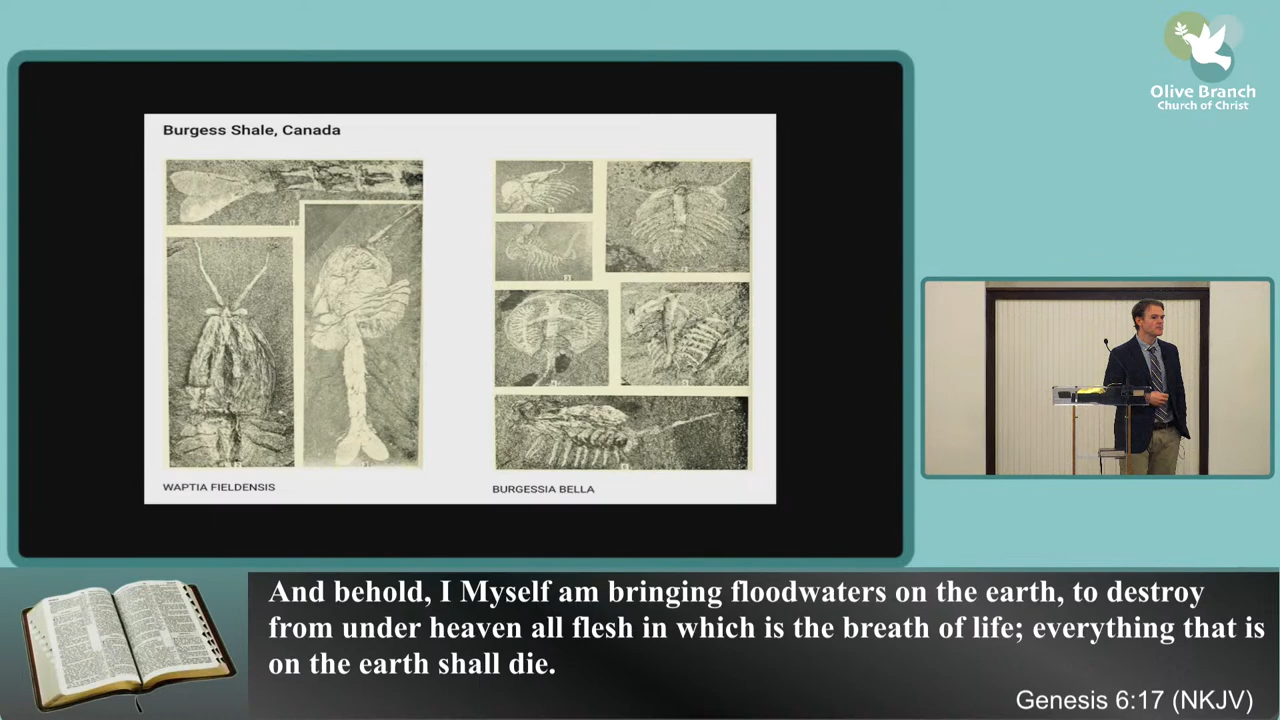 Olive Branch
Church of Christ
Burgess Shale, Canada
WAPTIA FIELDENSIS
BURGESSIA BELLA
And behold, I Myself am bringing floodwaters on the earth, to destroy
from under heaven all flesh in which is the breath of life; everything that is
on the earth shall die.
Genesis 6:17 (NKJV)